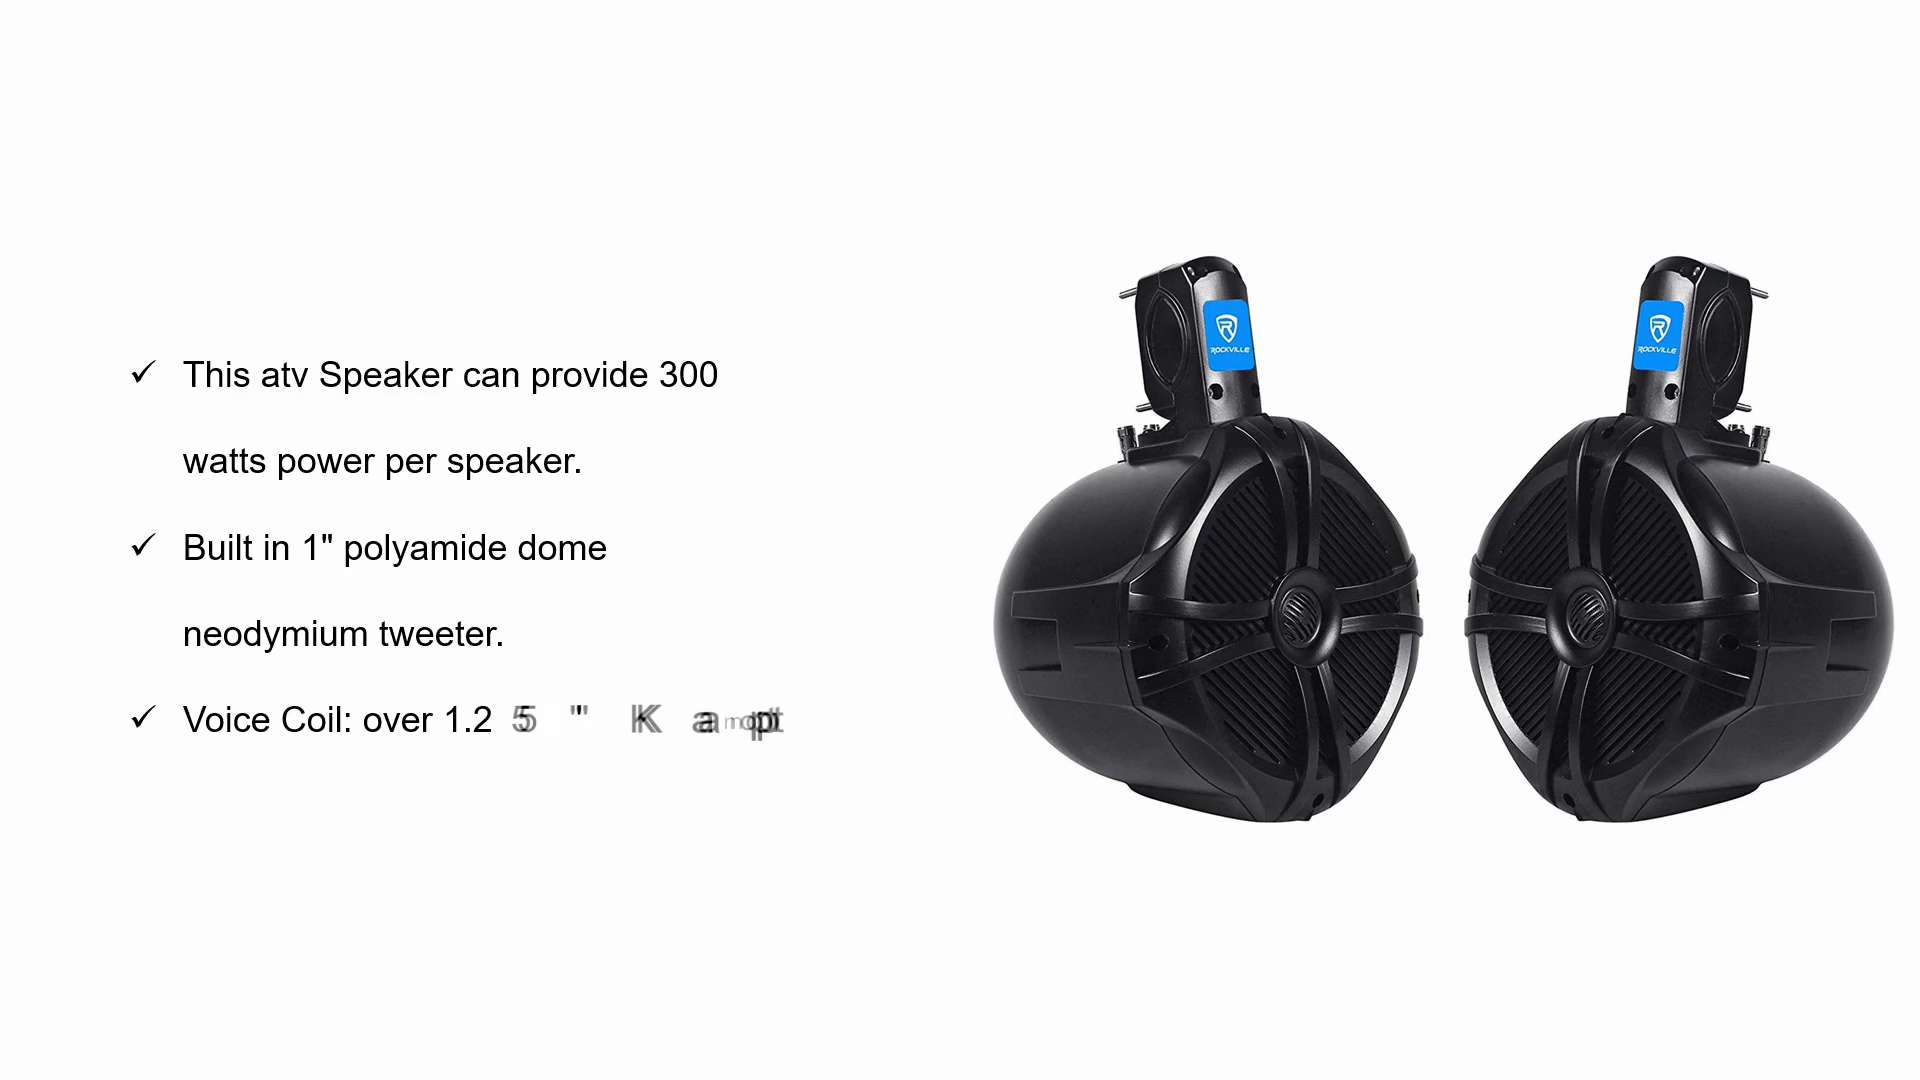 This atv Speaker can provide 300
watts power per speaker.
Built in 1" polyamide dome
neodymium tweeter.
Voice Coil: over 1.25"
ROCKVILLE
ROCKVILLE